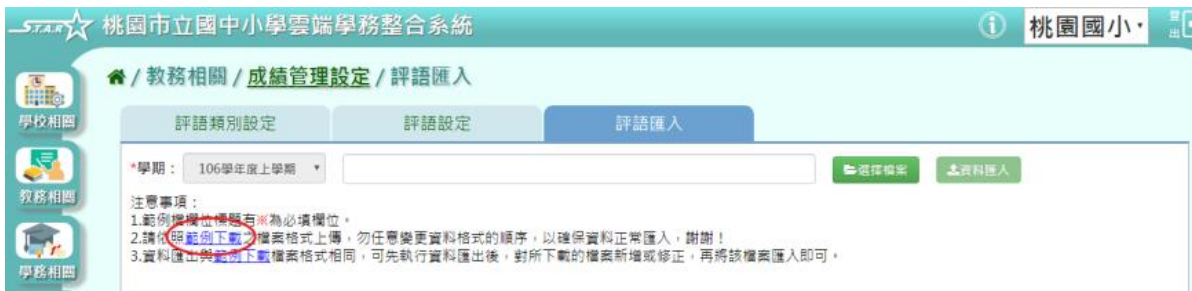 STAR 桃園市立國中小學雲端學務整合系統
桃園國小
登出
/ 教務相關 / 成績管理設定 / 評語匯入
學校相關
評語類別設定 評語設定 評語匯入
*學期： 106學年度上學期 選擇檔案 資料匯入
教務相關
注意事項：
1.範例檔欄位標題有※為必填欄位。
2.請依照範例下載之檔案格式上傳，勿任意變更資料格式的順序，以確保資料正常匯入，謝謝！
3.資料匯出與範例下載檔案格式相同，可先執行資料匯出後，對所下載的檔案新增或修正，再將該檔案匯入即可。
學務相關